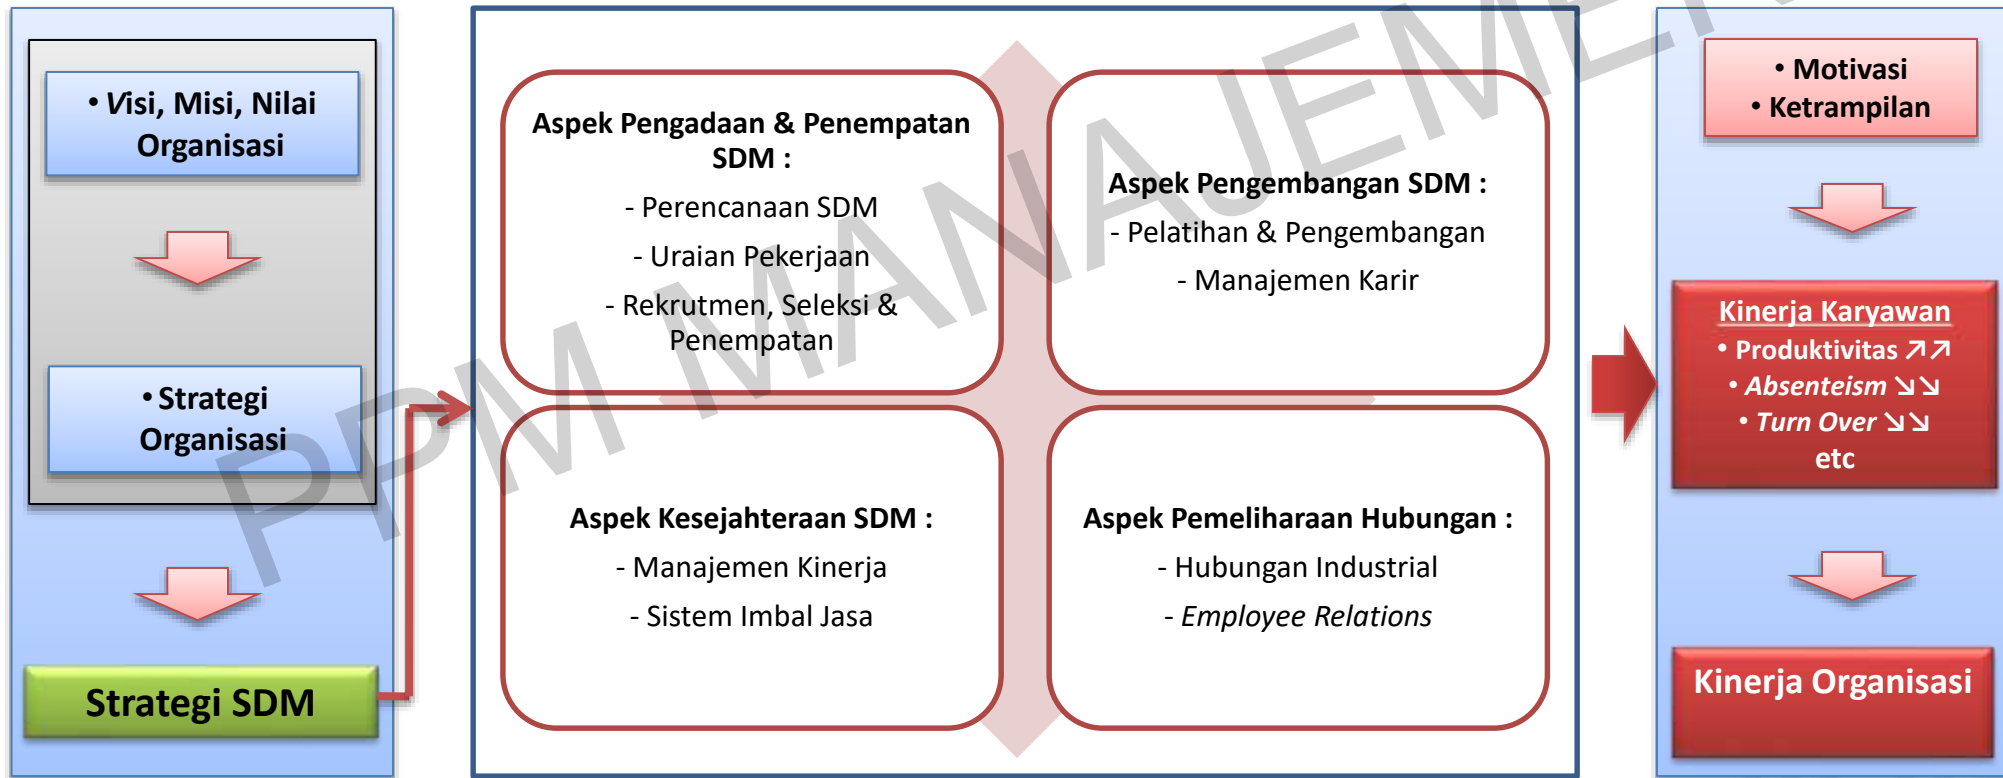 • Visi, Misi, Nilai
Organisasi
• Strategi
Organisasi
Strategi SDM
Aspek Pengadaan & Penempatan
SDM :
- Perencanaan SDM
- Uraian Pekerjaan
- Rekrutmen, Seleksi &
Penempatan
Aspek Pengembangan SDM :
- Pelatihan & Pengembangan
- Manajemen Karir
Aspek Kesejahteraan SDM :
- Manajemen Kinerja
- Sistem Imbal Jasa
Aspek Pemeliharaan Hubungan :
- Hubungan Industrial
- Employee Relations
• Motivasi
• Ketrampilan
Kinerja Karyawan
• Produktivitas ↗↗
• Absenteism ↘↘
• Turn Over ↘↘
etc
Kinerja Organisasi
PPM MANAJEMEN